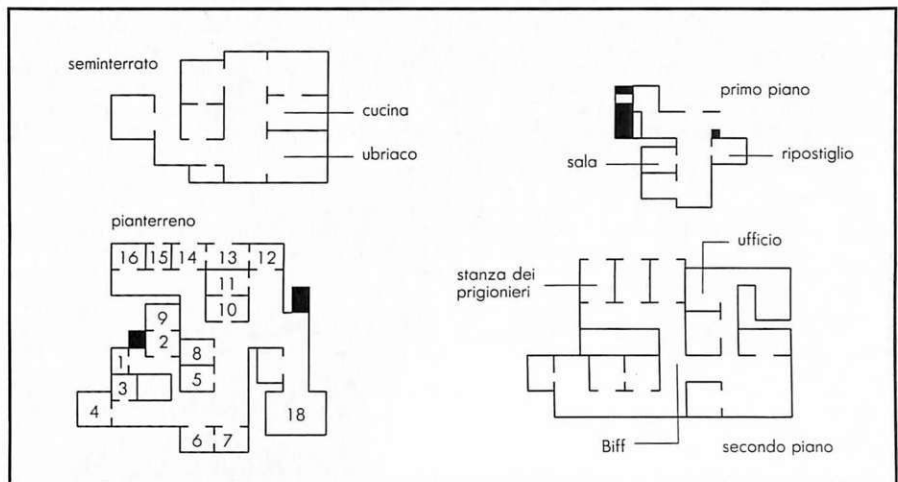 seminterrato
cucina
ubriaco
primo piano
sala
ripostiglio
pianterreno
16 15 14 13 12
11
10
9
2
8
1
5
3
4
18
6 7
ufficio
stanza dei
prigionieri
Biff
secondo piano